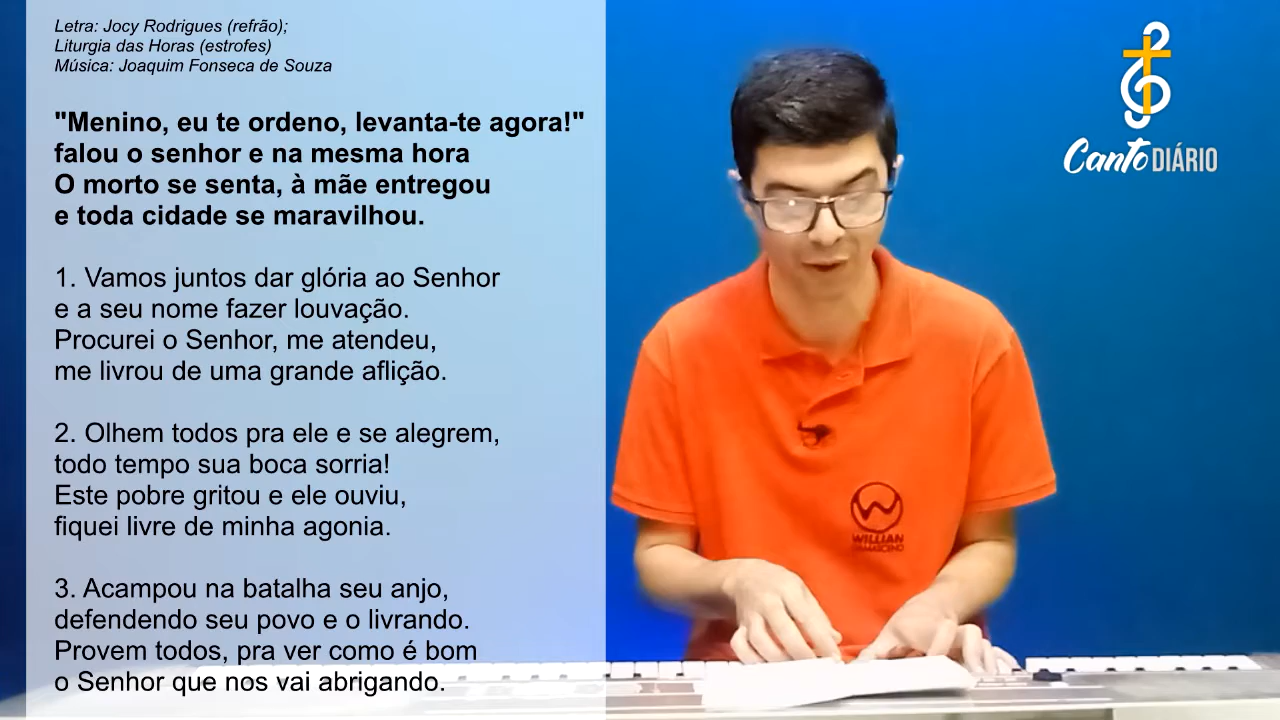 Letra: Jocy Rodrigues (refrão);
Liturgia das Horas (estrofes)
Música: Joaquim Fonseca de Souza
"Menino, eu te ordeno, levanta-te agora!"
falou o senhor e na mesma hora
O morto se senta, à mãe entregou
e toda cidade se maravilhou.
1. Vamos juntos dar glória ao Senhor
e a seu nome fazer louvação.
Procurei o Senhor, me atendeu,
me livrou de uma grande aflição.
2. Olhem todos pra ele e se alegrem,
todo tempo sua boca sorria!
Este pobre gritou e ele ouviu,
fiquei livre de minha agonia.
3. Acampou na batalha seu anjo,
defendendo seu povo e o livrando.
Provem todos, pra ver como é bom
o Senhor que nos vai abrigando.
Canto DIÁRIO
WILLIAN